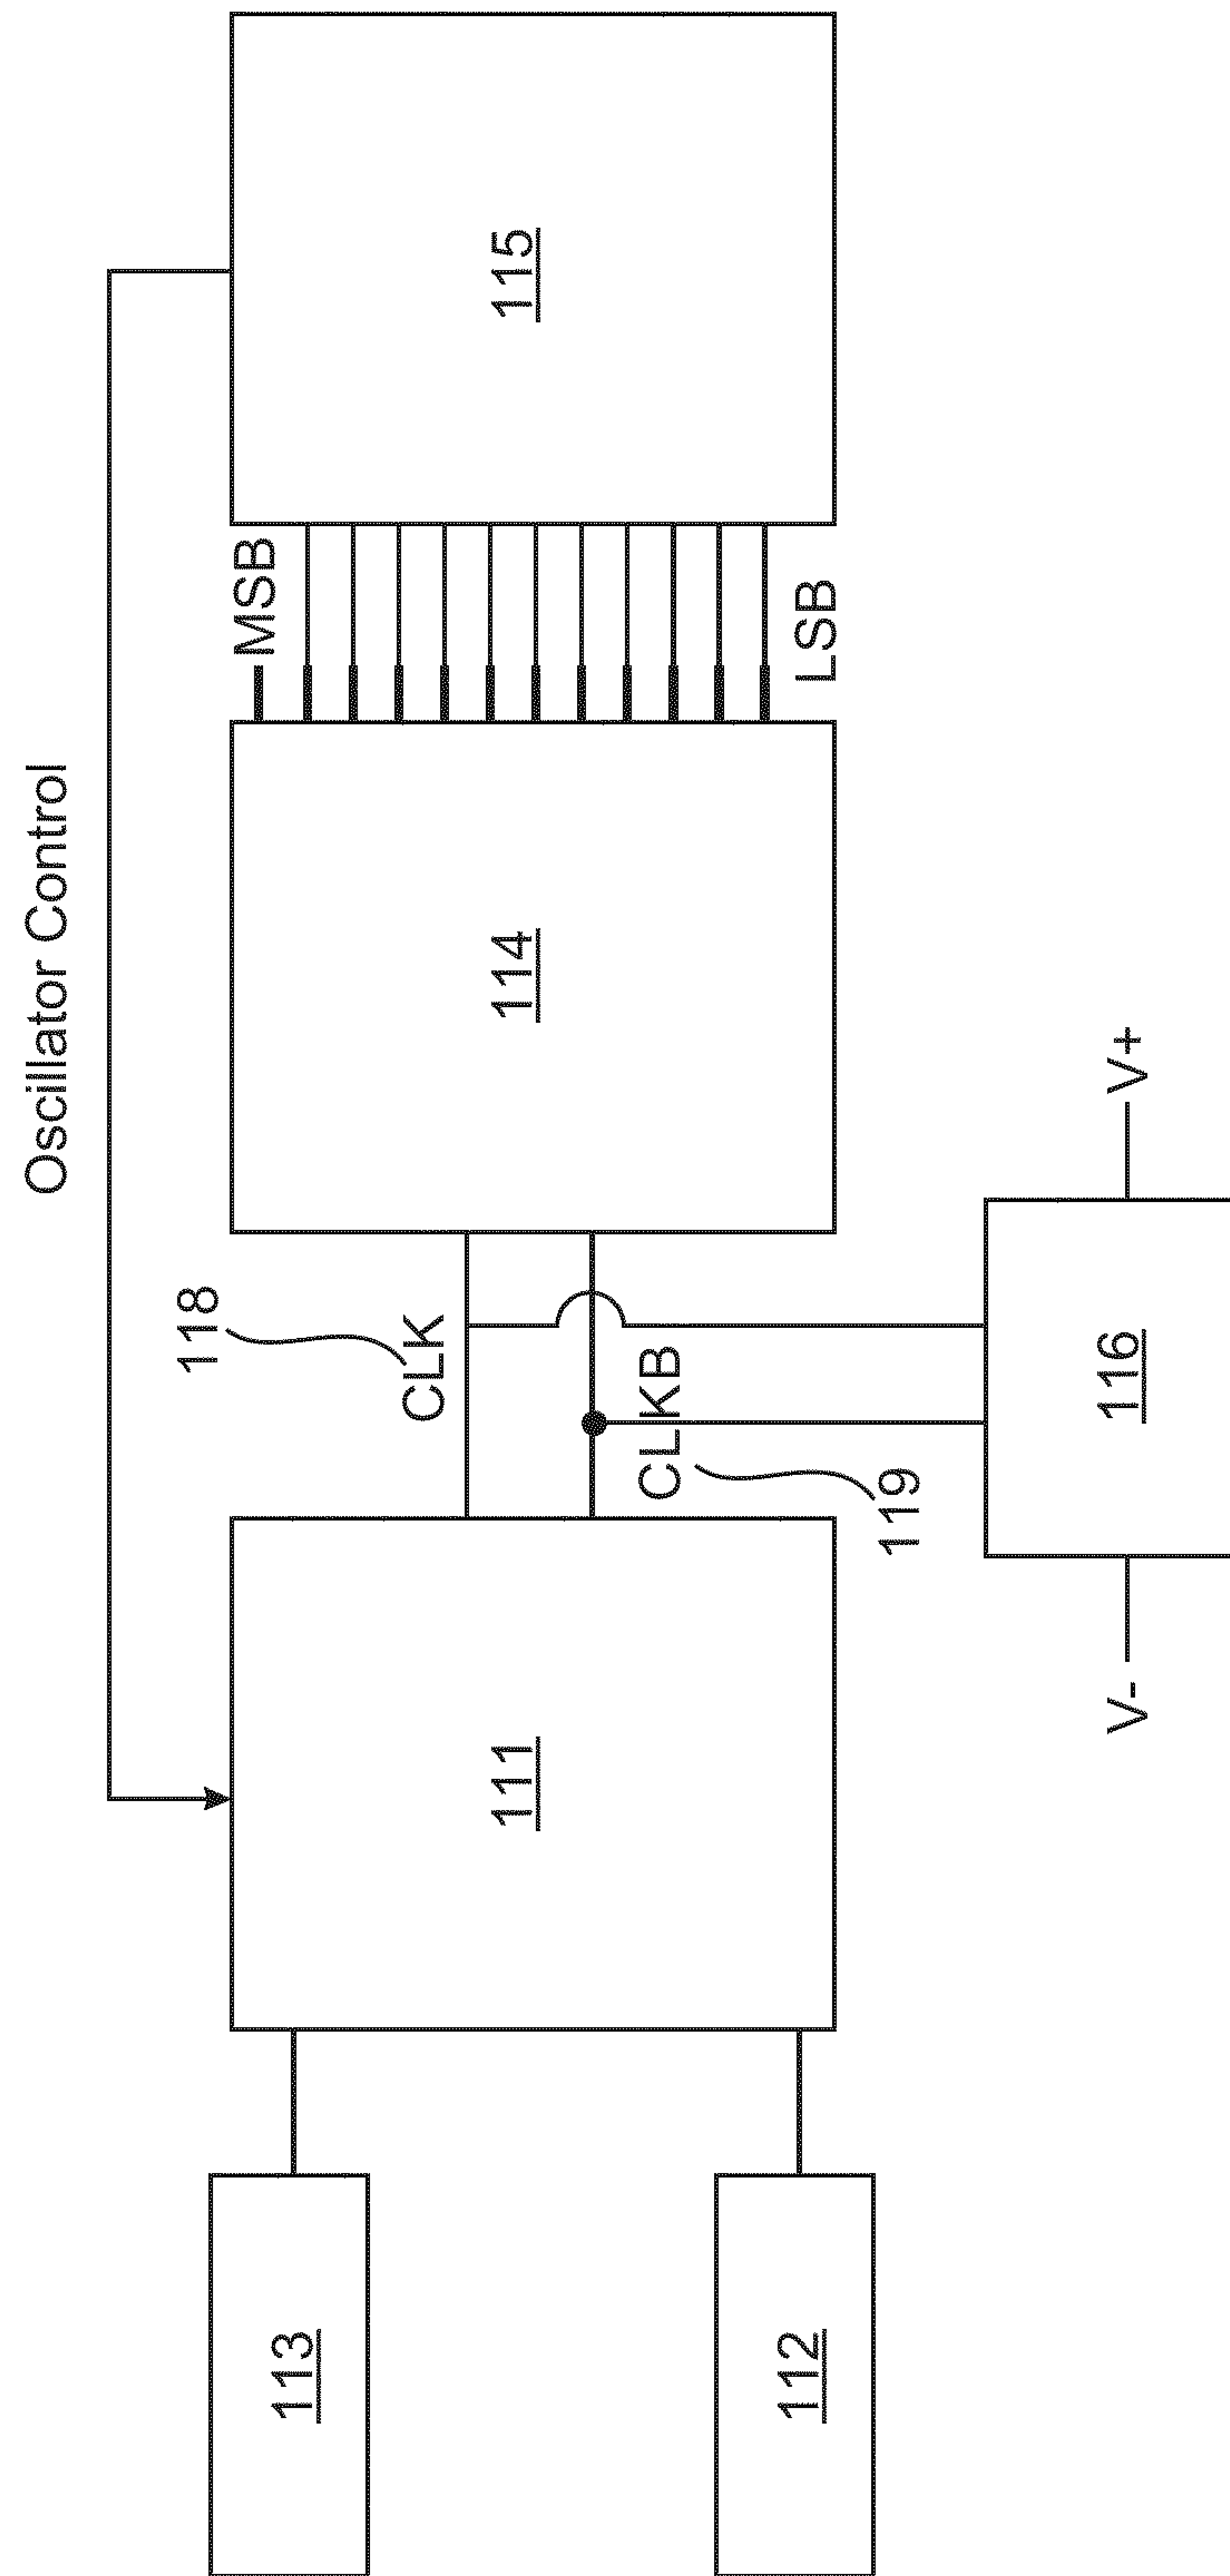 Oscillator Control
113
112
111
118
CLK
CLKB
119
114
MSB
LSB
115
V-
116
V+